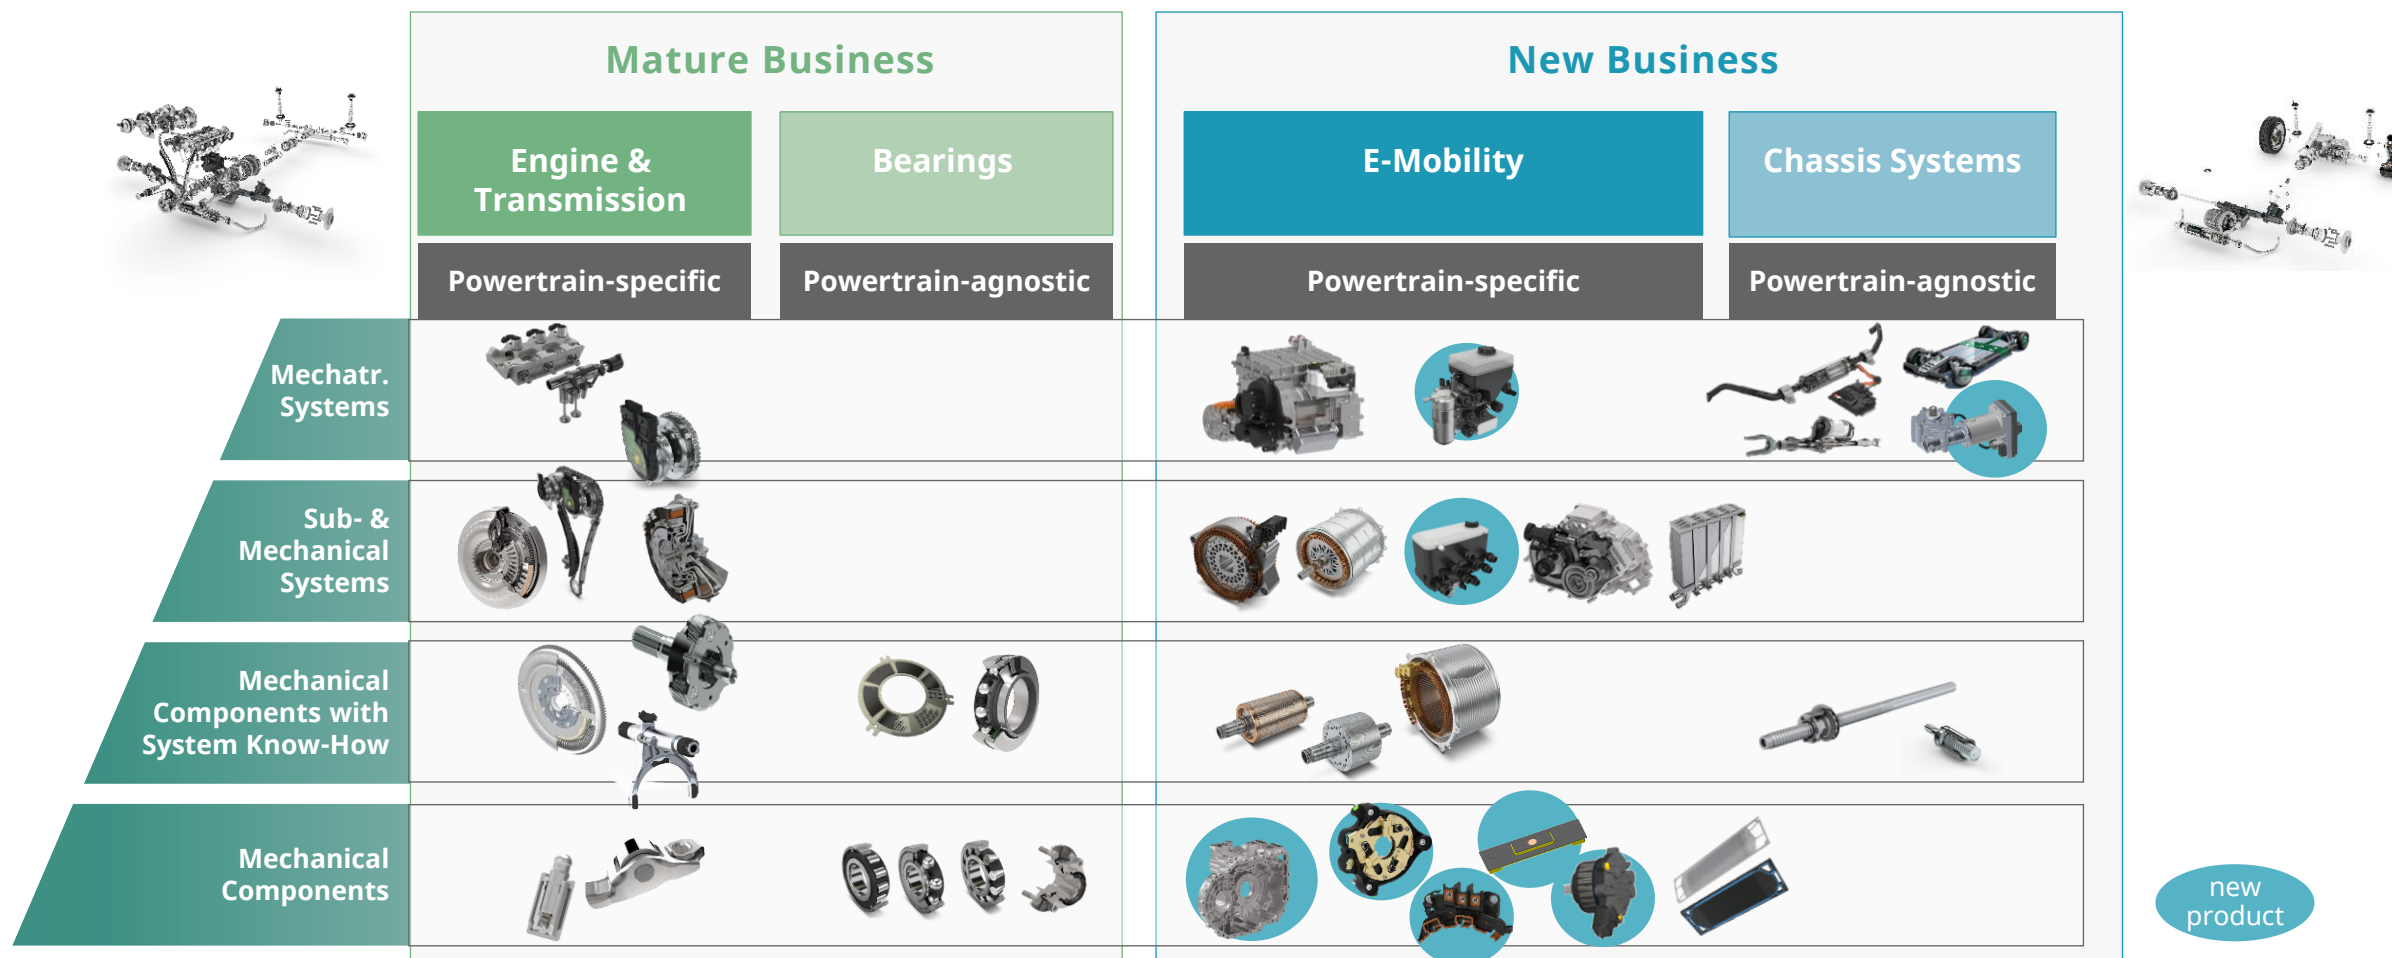 Mature Business
New Business
Engine &
Transmission
Bearings
E-Mobility
Chassis Systems
Powertrain-specific
Powertrain-agnostic
Powertrain-specific
Powertrain-agnostic
Mechatr.
Systems
Sub- &
Mechanical
Systems
Mechanical
Components with
System Know-How
Mechanical
Components
new
product